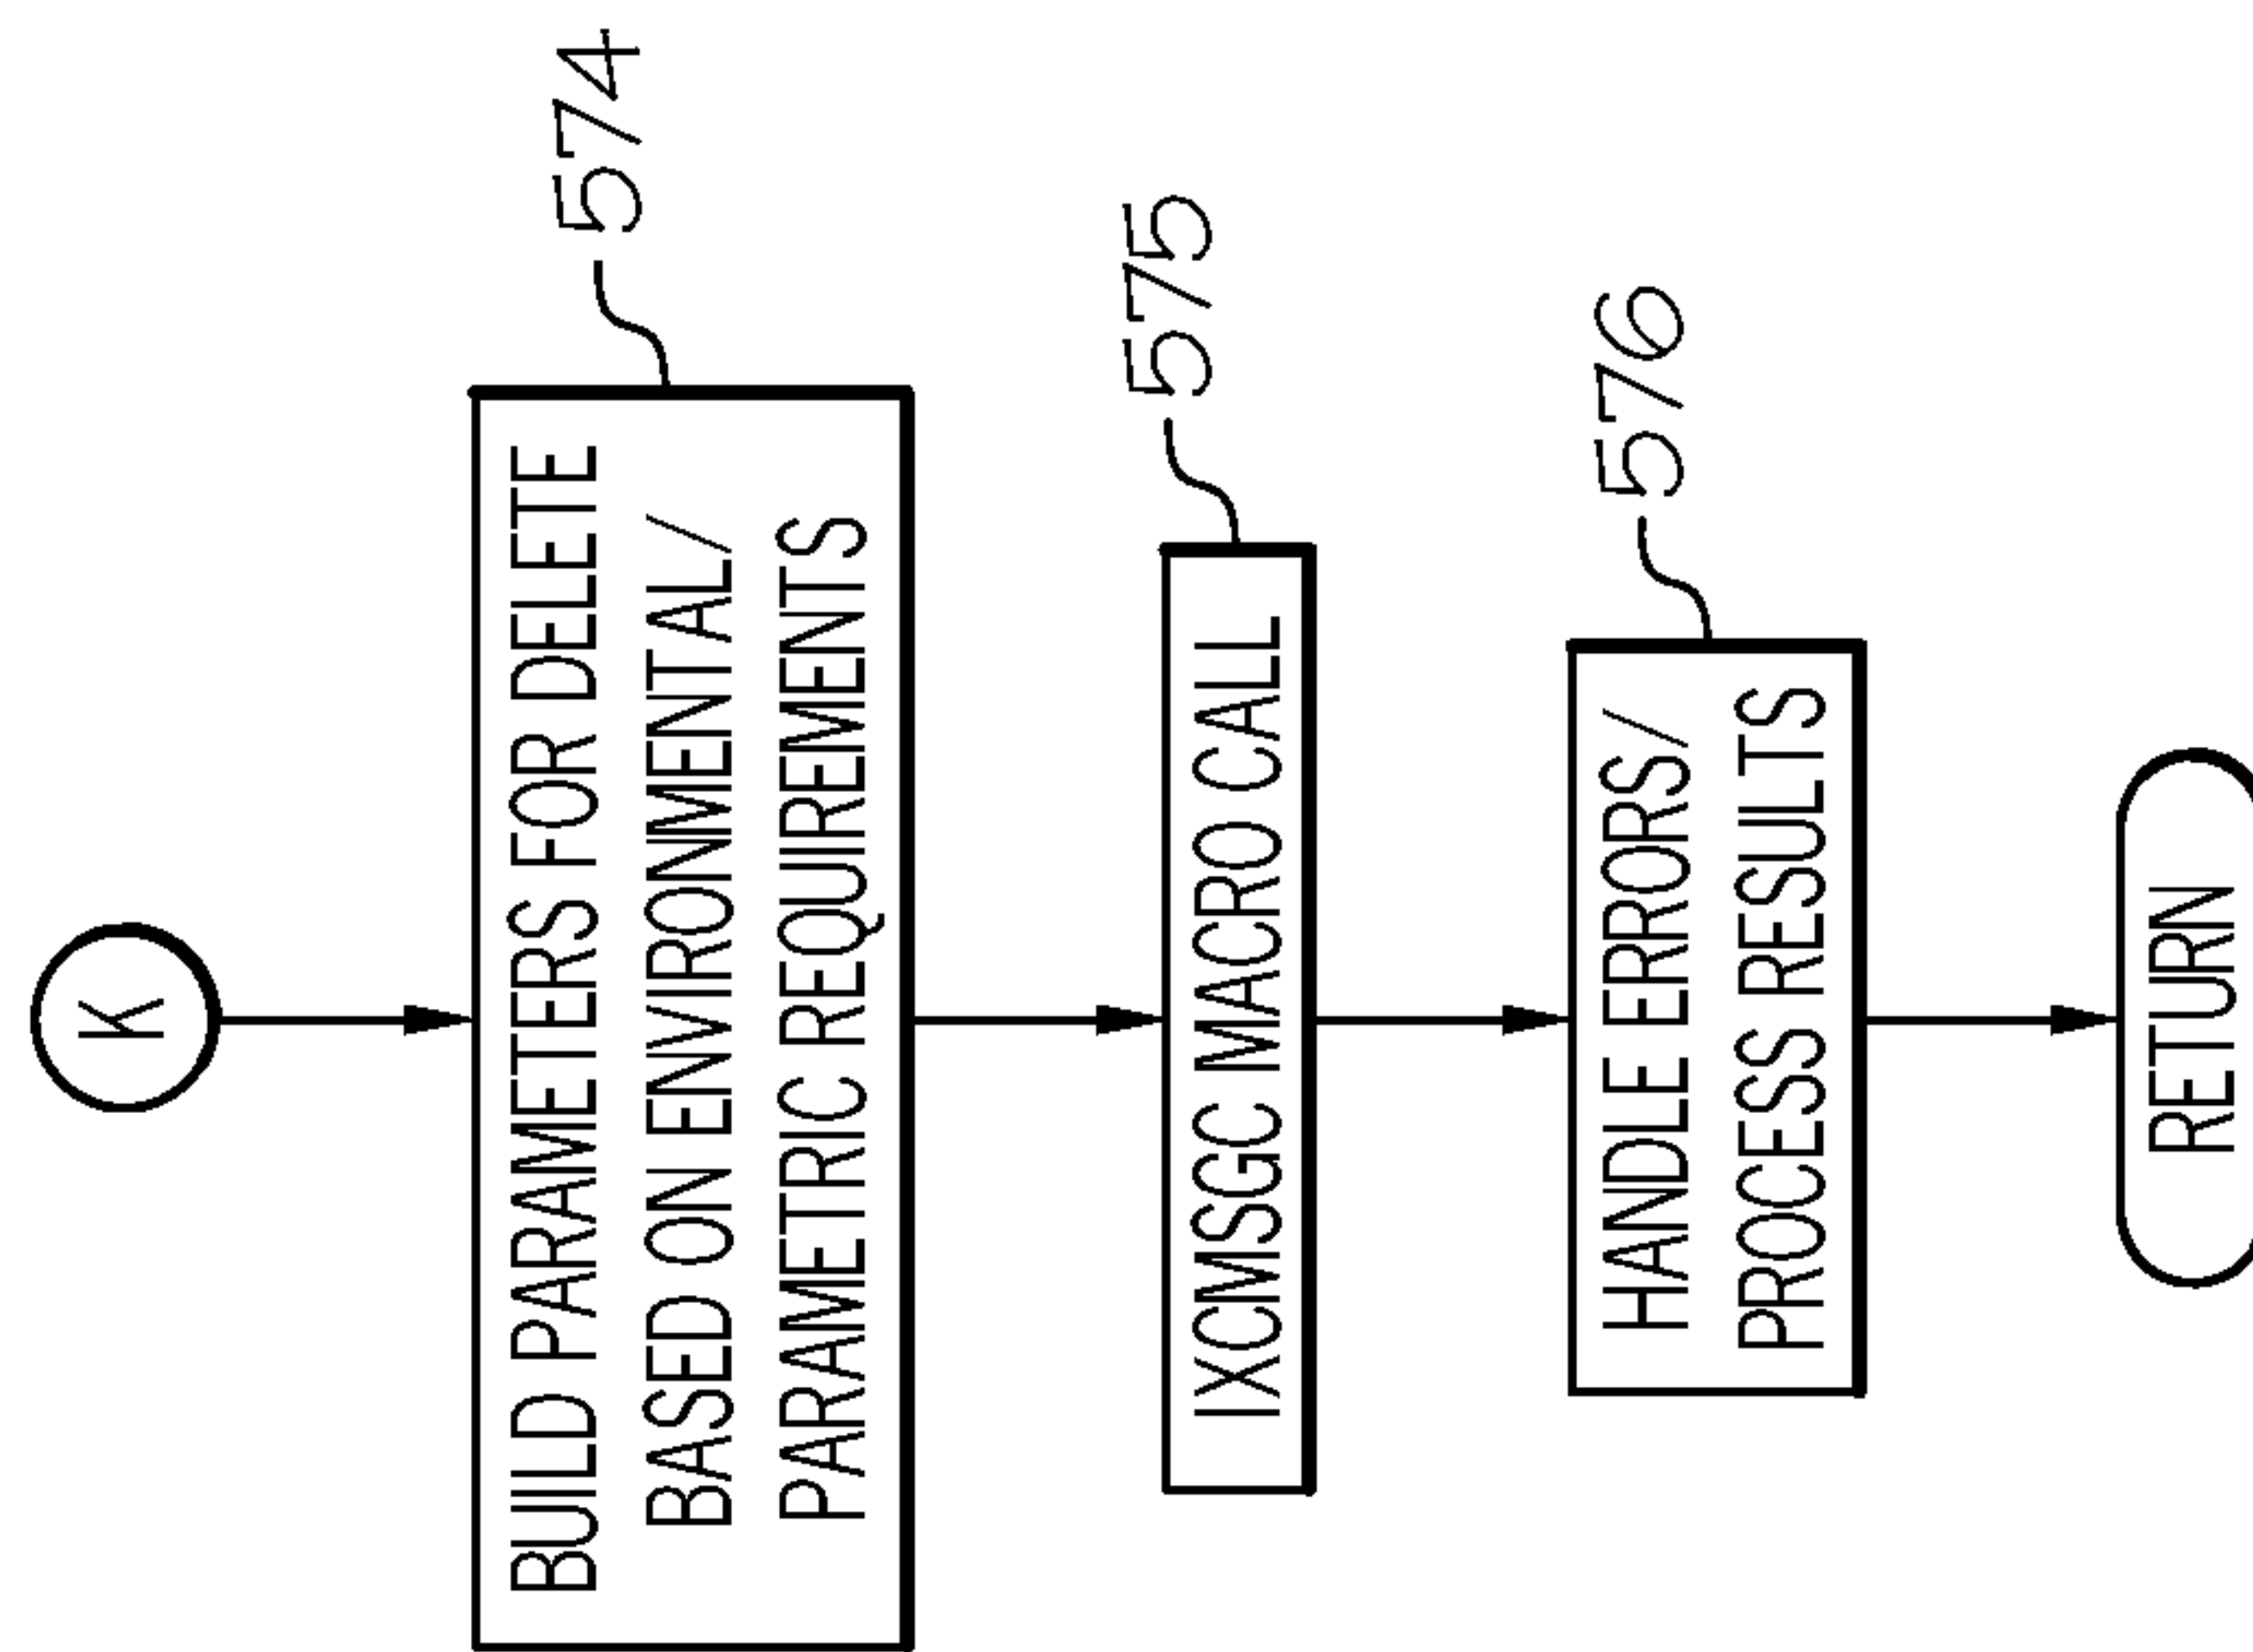 K
BUILD PARAMETERS FOR DELETE
BASED ON ENVIRONMENTAL/
PARAMETRIC REQUIREMENTS
574
IXCMSGC MACRO CALL
575
HANDLE ERRORS/
PROCESS RESULTS
576
RETURN